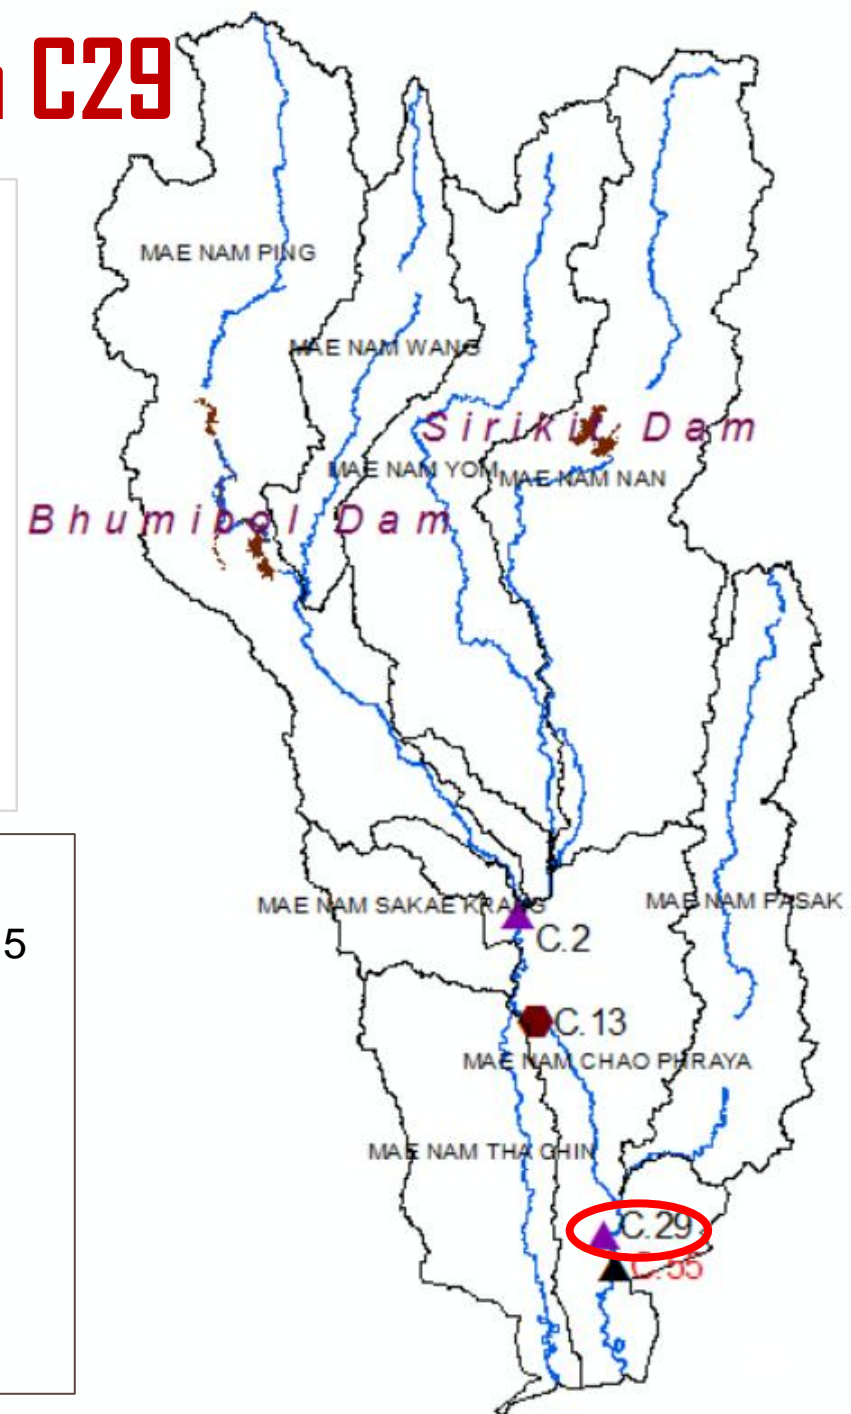 C29
MAE NAM PING
MAE NAM WANG
Sirikit Dam
MAE NAM YOM
MAE NAM NAN
Bhumibol Dam
MAE NAM SAKAE KRANG
MAE NAM PASAK
5
C.2
C.13
MAE NAM CHAO PHRAYA
MAE NAM THA CHIN
C.29
C.55